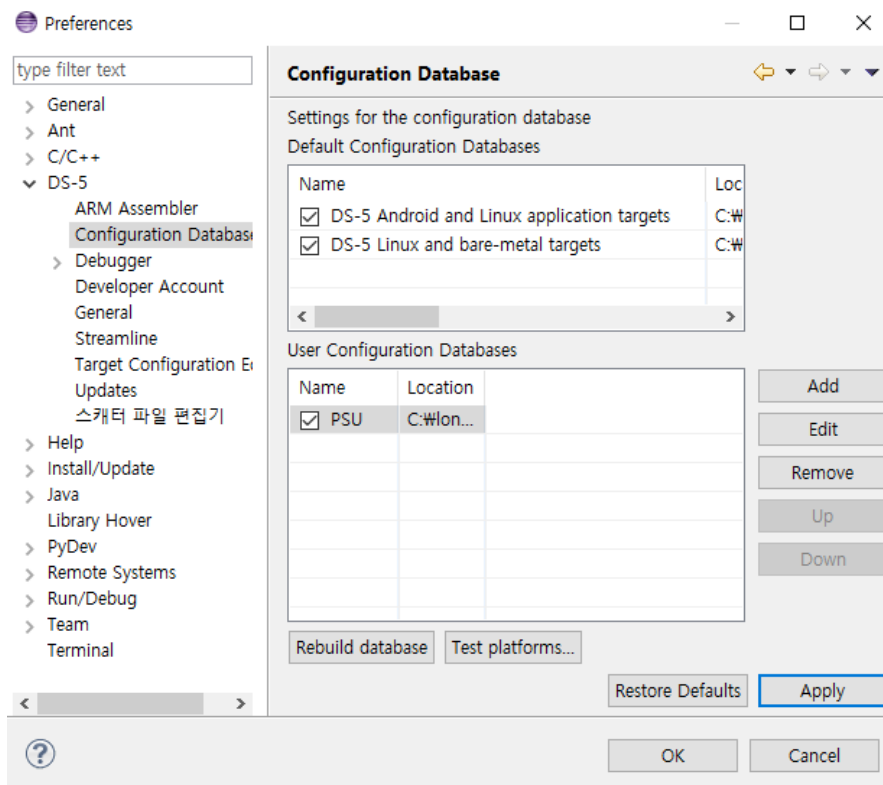 Preferences
type filter text
General
Ant
C/C++
DS-5
ARM Assembler
Configuration Databas
Debugger
Developer Account
General
Streamline
Target Configuration E
Updates
스캐터 파일 편집기
Help
Install/Update
Java
Library Hover
PyDev
Remote Systems
Run/Debug
Team
Terminal
Configuration Database
Settings for the configuration database
Default Configuration Databases
Name Loc
DS-5 Android and Linux application targets C:₩
DS-5 Linux and bare-metal targets C:₩
User Configuration Databases
Name Location
PSU C:₩lon...
Add
Edit
Remove
Up
Down
Rebuild database Test platforms...
Restore Defaults Apply
? OK Cancel